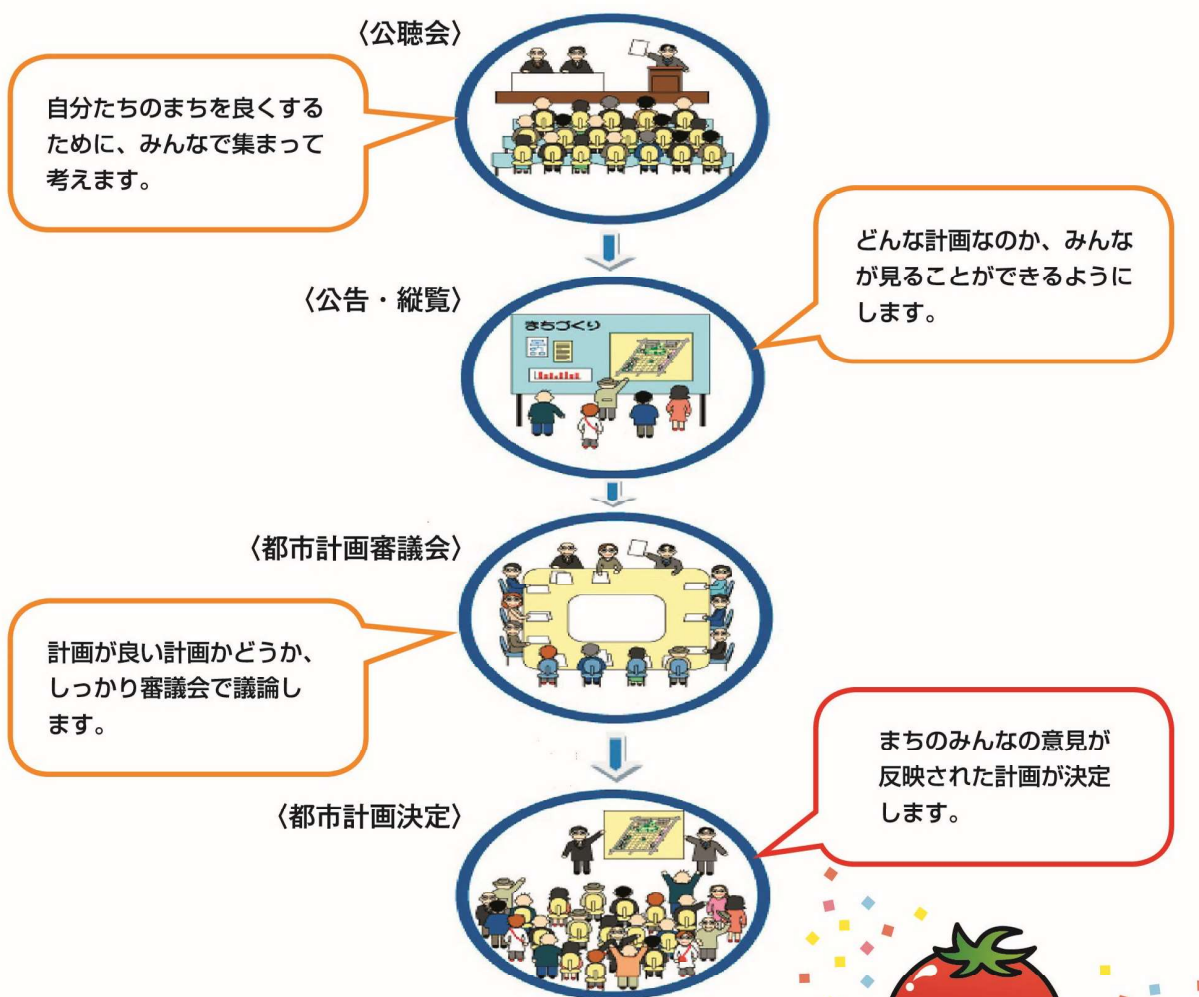 〈公聴会〉
自分たちのまちを良くする
ために、みんなで集まって
考えます。
〈公告・縦覧〉
どんな計画なのか、みんな
が見ることができるように
します。
まちづくり
〈都市計画審議会〉
計画が良い計画かどうか、
しっかり審議会で議論し
ます。
〈都市計画決定〉
まちのみんなの意見が
反映された計画が決定
します。